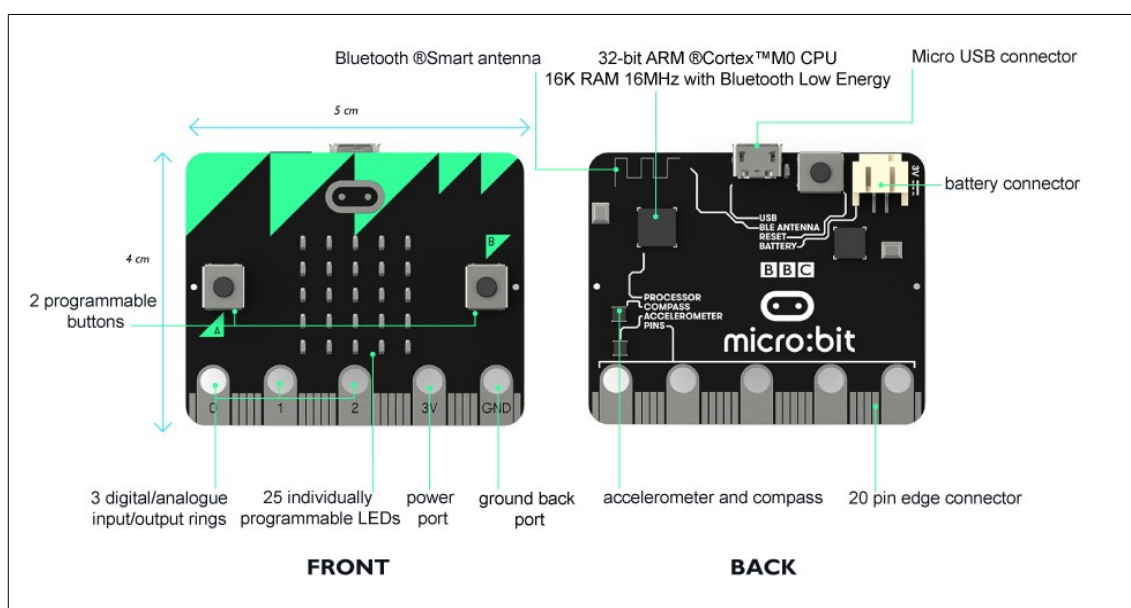 Bluetooth ®Smart antenna
32-bit ARM ®Cortex™M0 CPU
16K RAM 16MHz with Bluetooth Low Energy
Micro USB connector
5 cm
4 cm
battery connector
3V
USB
BLE ANTENNA
RESET
BATTERY
B
BBC
2 programmable
buttons
A
PROCESSOR
COMPASS
ACCELEROMETER
PINS
micro:bit
0
1
2
3V
GND
3 digital/analogue
input/output rings
25 individually
programmable LEDs
power
port
ground back
port
accelerometer and compass
20 pin edge connector
FRONT
BACK